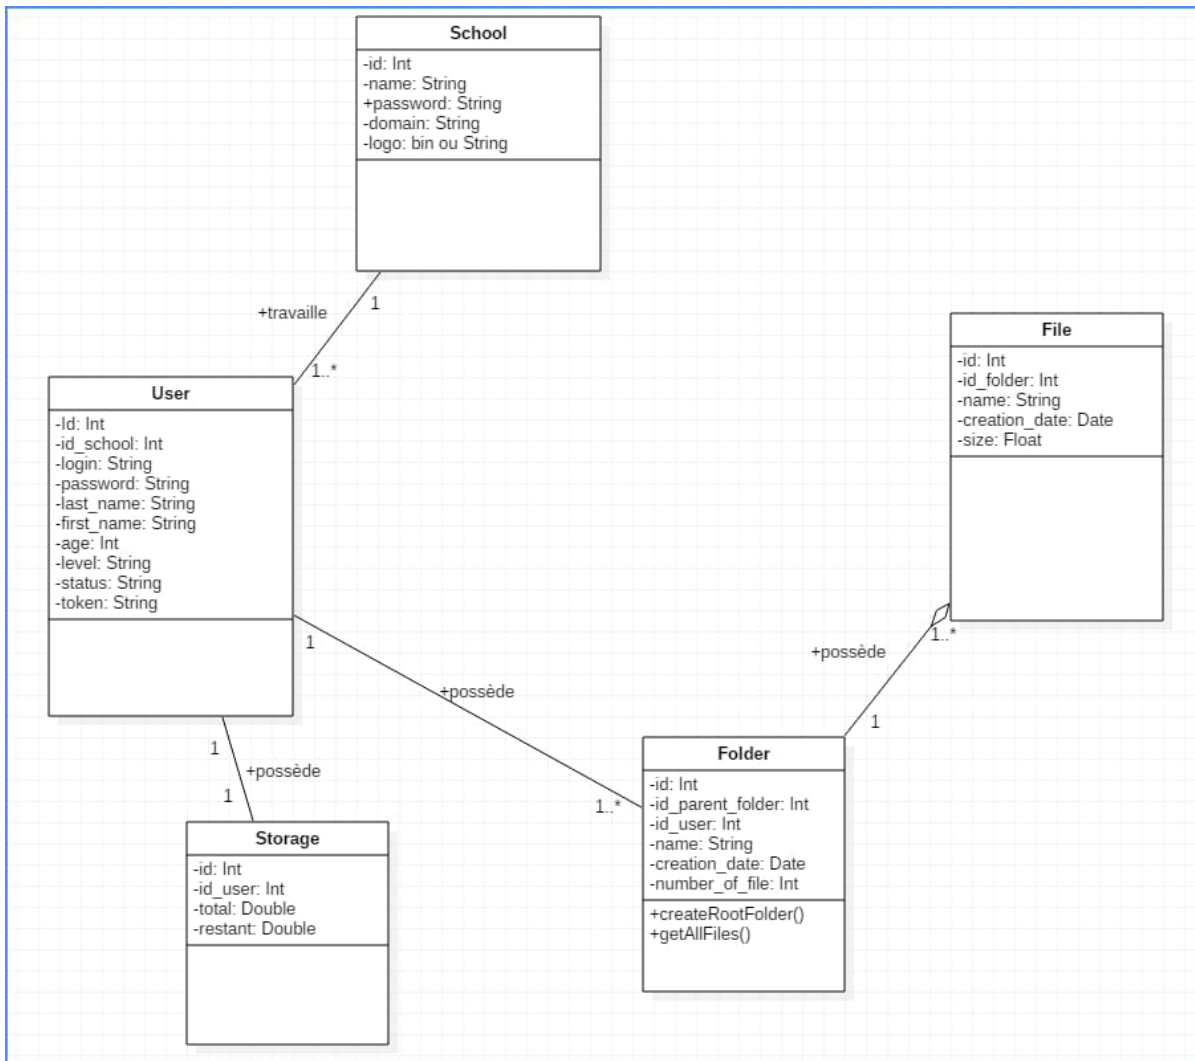 School
-id: Int
-name: String
+password: String
-domain: String
-logo: bin ou String
+travaille
1
1..*
User
-Id: Int
-id_school: Int
-login: String
-password: String
-last_name: String
-first_name: String
-age: Int
-level: String
-status: String
-token: String
File
-id: Int
-id_folder: Int
-name: String
-creation_date: Date
-size: Float
1
+possède
1..*
1..*
+possède
1
1
+possède
1
Storage
-id: Int
-id_user: Int
-total: Double
-restant: Double
Folder
-id: Int
-id_parent_folder: Int
-id_user: Int
-name: String
-creation_date: Date
-number_of_file: Int
+createRootFolder()
+getAllFiles()